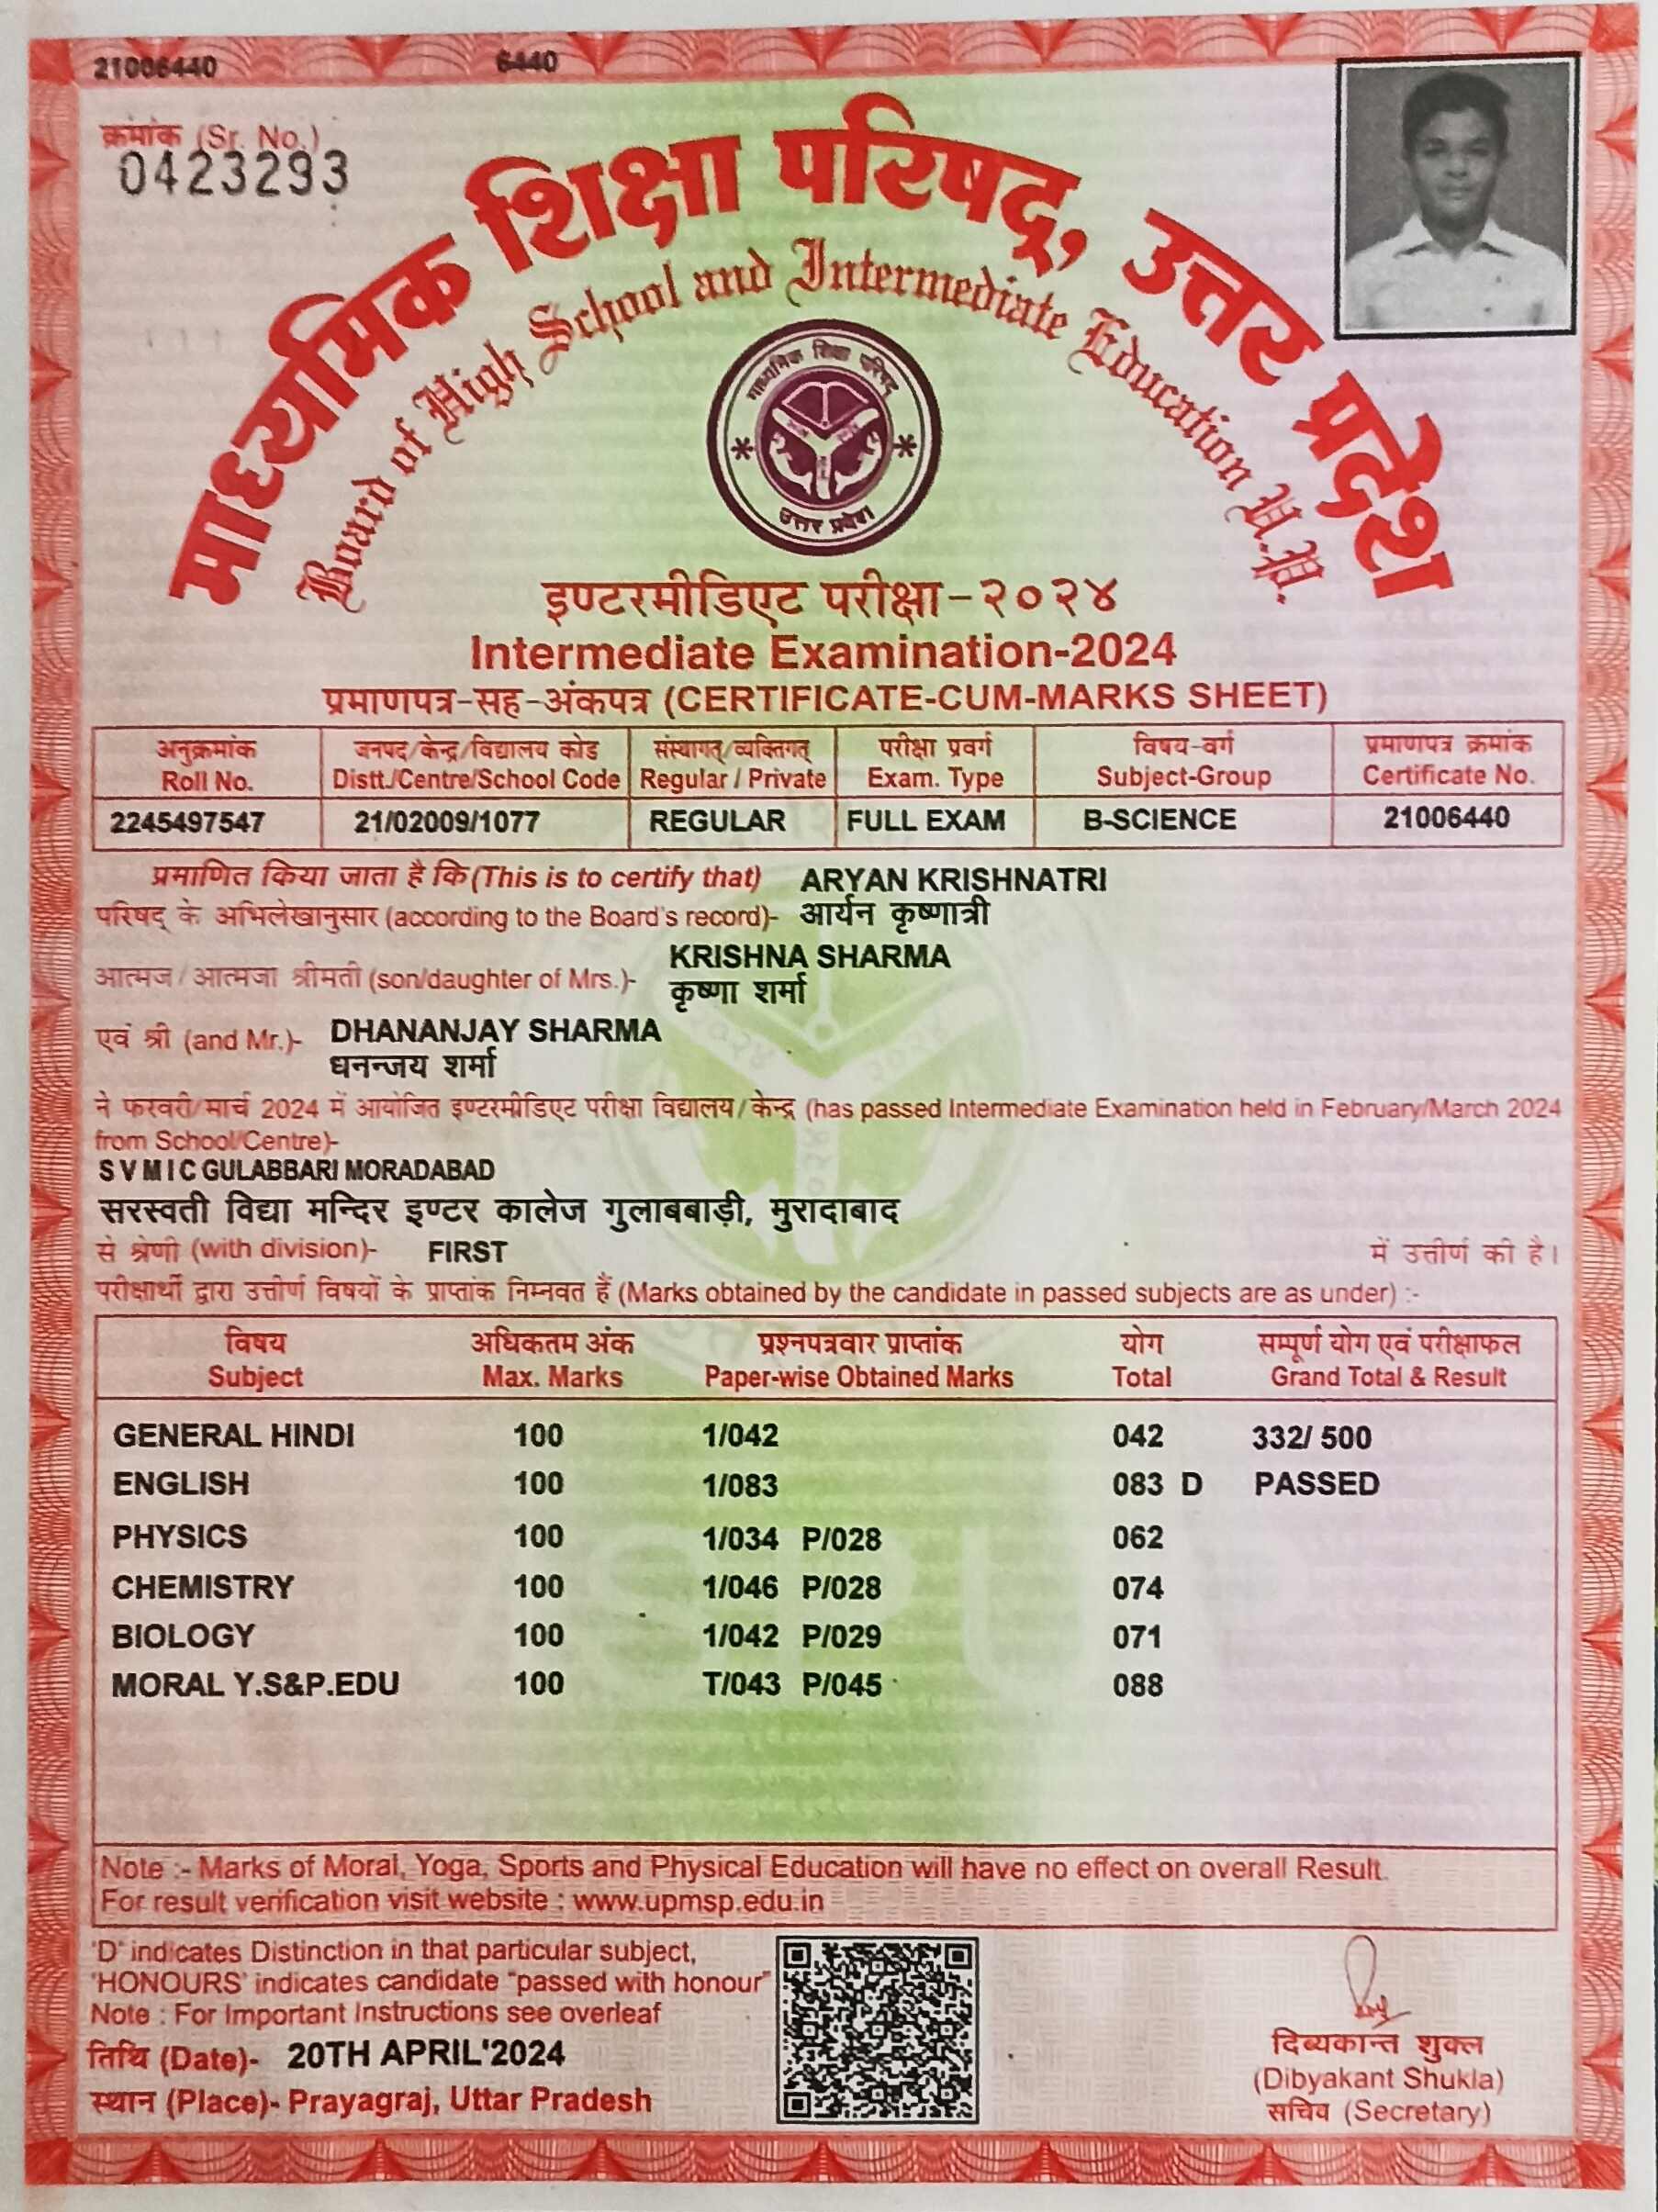 21006440 6440
क्रमांक (Sr. No.)
0423293
माध्यमिक शिक्षा परिषद्, उत्तर प्रदेश
Board of High School and Intermediate Education U.P.
माध्यमिक शिक्षा परिषद्
उत्तर प्रदेश
इण्टरमीडिएट परीक्षा-२०२४
Intermediate Examination-2024
प्रमाणपत्र-सह-अंकपत्र (CERTIFICATE-CUM-MARKS SHEET)
अनुक्रमांक जनपद/केन्द्र/विद्यालय कोड संस्थागत्/व्यक्तिगत् परीक्षा प्रवर्ग विषय-वर्ग प्रमाणपत्र क्रमांक
Roll No. Distt./Centre/School Code Regular / Private Exam. Type Subject-Group Certificate No.
2245497547 21/02009/1077 REGULAR FULL EXAM B-SCIENCE 21006440
प्रमाणित किया जाता है कि (This is to certify that) ARYAN KRISHNATRI
परिषद् के अभिलेखानुसार (according to the Board's record)- आर्यन कृष्णात्री
KRISHNA SHARMA
आत्मज/आत्मजा श्रीमती (son/daughter of Mrs.)- कृष्णा शर्मा
एवं श्री (and Mr.)- DHANANJAY SHARMA
धनन्जय शर्मा
ने फरवरी/मार्च 2024 में आयोजित इण्टरमीडिएट परीक्षा विद्यालय/केन्द्र (has passed Intermediate Examination held in February/March 2024
from School/Centre)-
S V M I C GULABBARI MORADABAD
सरस्वती विद्या मन्दिर इण्टर कालेज गुलाबबाड़ी, मुरादाबाद
से श्रेणी (with division)- FIRST में उत्तीर्ण की है।
परीक्षार्थी द्वारा उत्तीर्ण विषयों के प्राप्तांक निम्नवत हैं (Marks obtained by the candidate in passed subjects are as under) :-
विषय अधिकतम अंक प्रश्नपत्रवार प्राप्तांक योग सम्पूर्ण योग एवं परीक्षाफल
Subject Max. Marks Paper-wise Obtained Marks Total Grand Total & Result
GENERAL HINDI 100 1/042 042 332/ 500
ENGLISH 100 1/083 083 D PASSED
PHYSICS 100 1/034 P/028 062
CHEMISTRY 100 1/046 P/028 074
BIOLOGY 100 1/042 P/029 071
MORAL Y.S&P.EDU 100 T/043 P/045 088
Note :- Marks of Moral, Yoga, Sports and Physical Education will have no effect on overall Result.
For result verification visit website : www.upmsp.edu.in
'D' indicates Distinction in that particular subject,
'HONOURS' indicates candidate "passed with honour"
Note : For Important Instructions see overleaf
तिथि (Date)- 20TH APRIL'2024
स्थान (Place)- Prayagraj, Uttar Pradesh
दिब्यकान्त शुक्ल
(Dibyakant Shukla)
सचिव (Secretary)